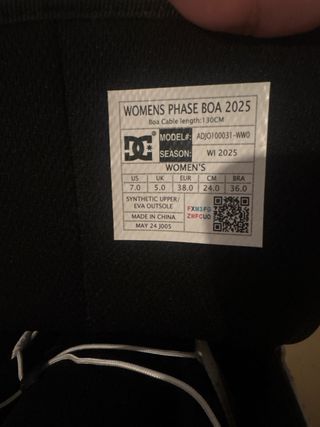 WOMENS PHASE BOA 2025
Boa Cable length:130CM
DC MODEL#: ADJO100031-WW0
SEASON: WI 2025
WOMEN'S
US UK EUR CM BRA
7.0 5.0 38.0 24.0 36.0
SYNTHETIC UPPER/
EVA OUTSOLE
MADE IN CHINA
MAY 24 J005